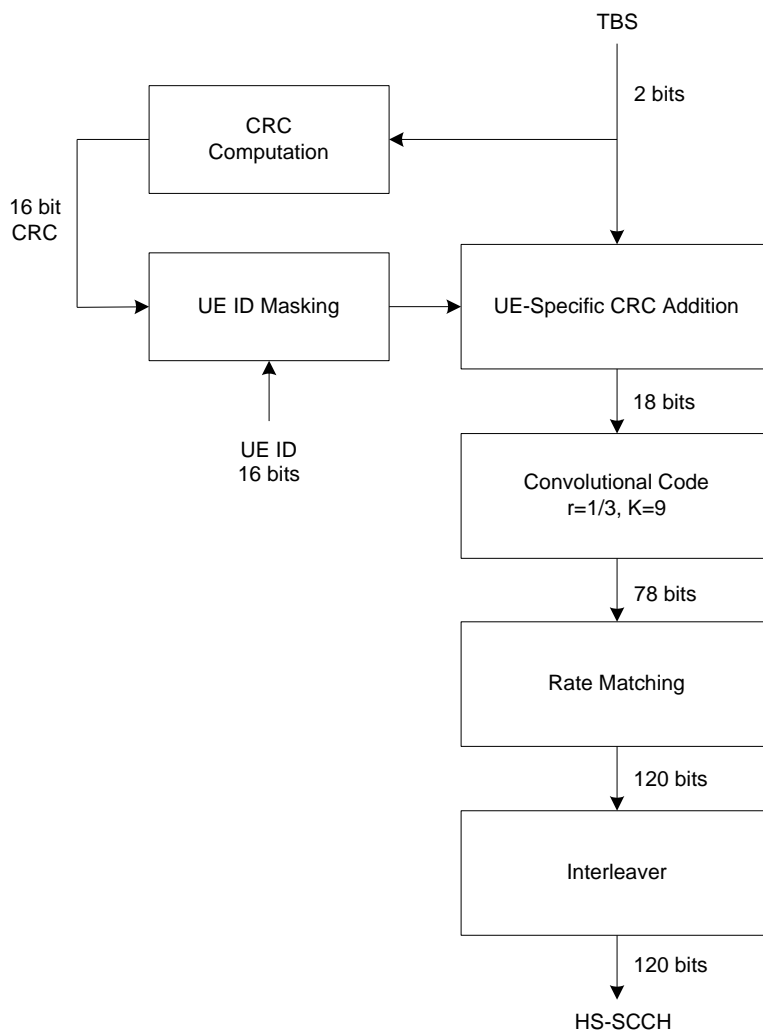 TBS
2 bits
CRC
Computation
16 bit
CRC
UE ID Masking
UE-Specific CRC Addition
UE ID
16 bits
18 bits
Convolutional Code
r=1/3, K=9
78 bits
Rate Matching
120 bits
Interleaver
120 bits
HS-SCCH